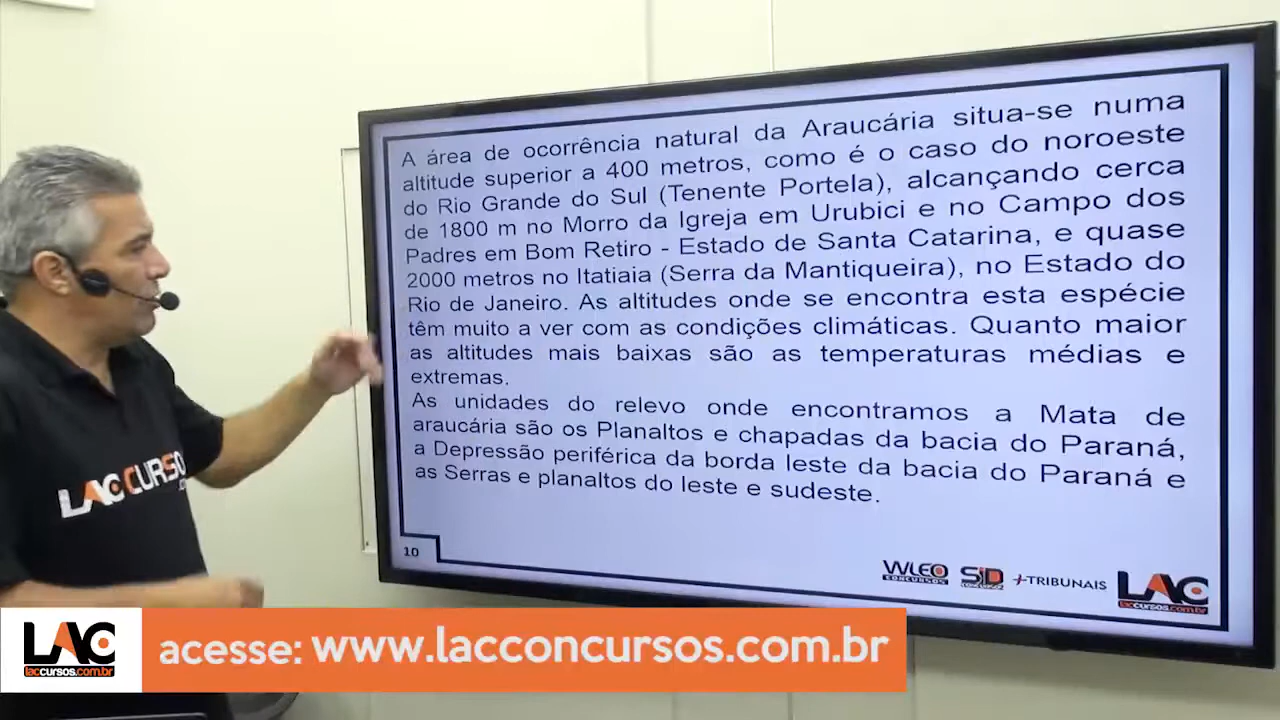 A área de ocorrência natural da Araucária situa-se numa
altitude superior a 400 metros, como é o caso do noroeste
do Rio Grande do Sul (Tenente Portela), alcançando cerca
de 1800 m no Morro da Igreja em Urubici e no Campo dos
Padres em Bom Retiro - Estado de Santa Catarina, e quase
2000 metros no Itatiaia (Serra da Mantiqueira), no Estado do
Rio de Janeiro. As altitudes onde se encontra esta espécie
têm muito a ver com as condições climáticas. Quanto maior
as altitudes mais baixas são as temperaturas médias e
extremas.
As unidades do relevo onde encontramos a Mata de
araucária são os Planaltos e chapadas da bacia do Paraná,
a Depressão periférica da borda leste da bacia do Paraná e
as Serras e planaltos do leste e sudeste.
10
WLEO
CONCURSOS
SID
CONCURSOS
+TRIBUNAIS
LAC
laccursos.com.br
LAC CURSO
LAC
laccursos.com.br
acesse: www.lacconcursos.com.br